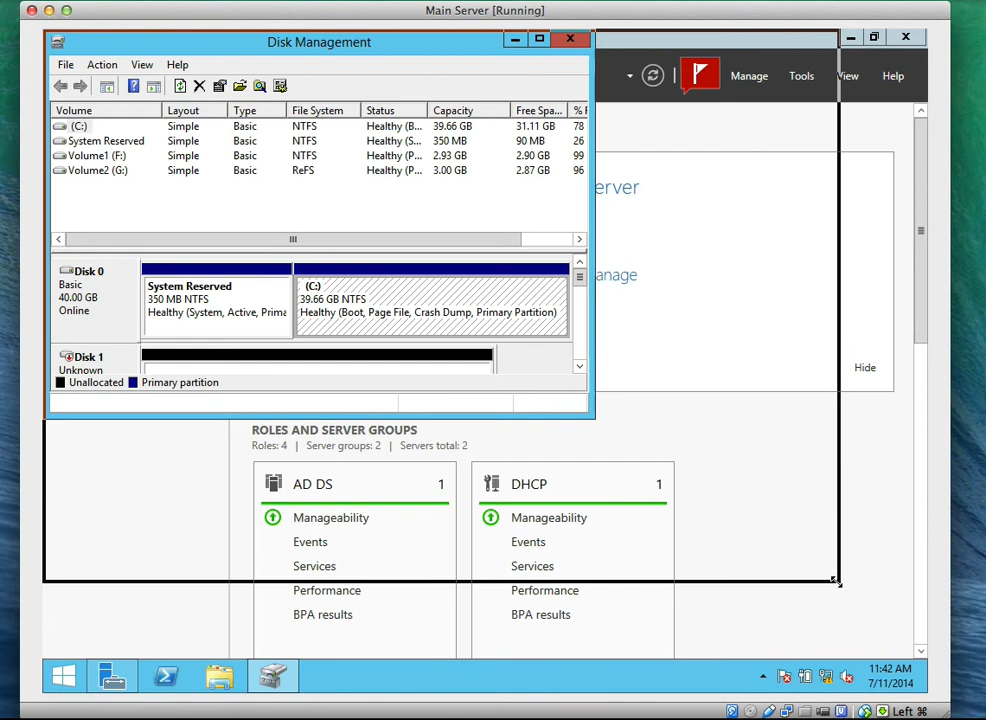 Main Server [Running]
Disk Management
File Action View Help
Manage Tools View Help
Volume Layout Type File System Status Capacity Free Spa... % F
(C:) Simple Basic NTFS Healthy (B... 39.66 GB 31.11 GB 78
System Reserved Simple Basic NTFS Healthy (S... 350 MB 90 MB 26
Volume1 (F:) Simple Basic NTFS Healthy (P... 2.93 GB 2.90 GB 99
Volume2 (G:) Simple Basic ReFS Healthy (P... 3.00 GB 2.87 GB 96
erver
anage
Disk 0
Basic
40.00 GB
Online
System Reserved
350 MB NTFS
Healthy (System, Active, Prima
(C:)
39.66 GB NTFS
Healthy (Boot, Page File, Crash Dump, Primary Partition)
Disk 1
Unknown
Unallocated Primary partition
Hide
ROLES AND SERVER GROUPS
Roles: 4 | Server groups: 2 | Servers total: 2
AD DS 1
Manageability
Events
Services
Performance
BPA results
DHCP 1
Manageability
Events
Services
Performance
BPA results
11:42 AM
7/11/2014
Left ⌘